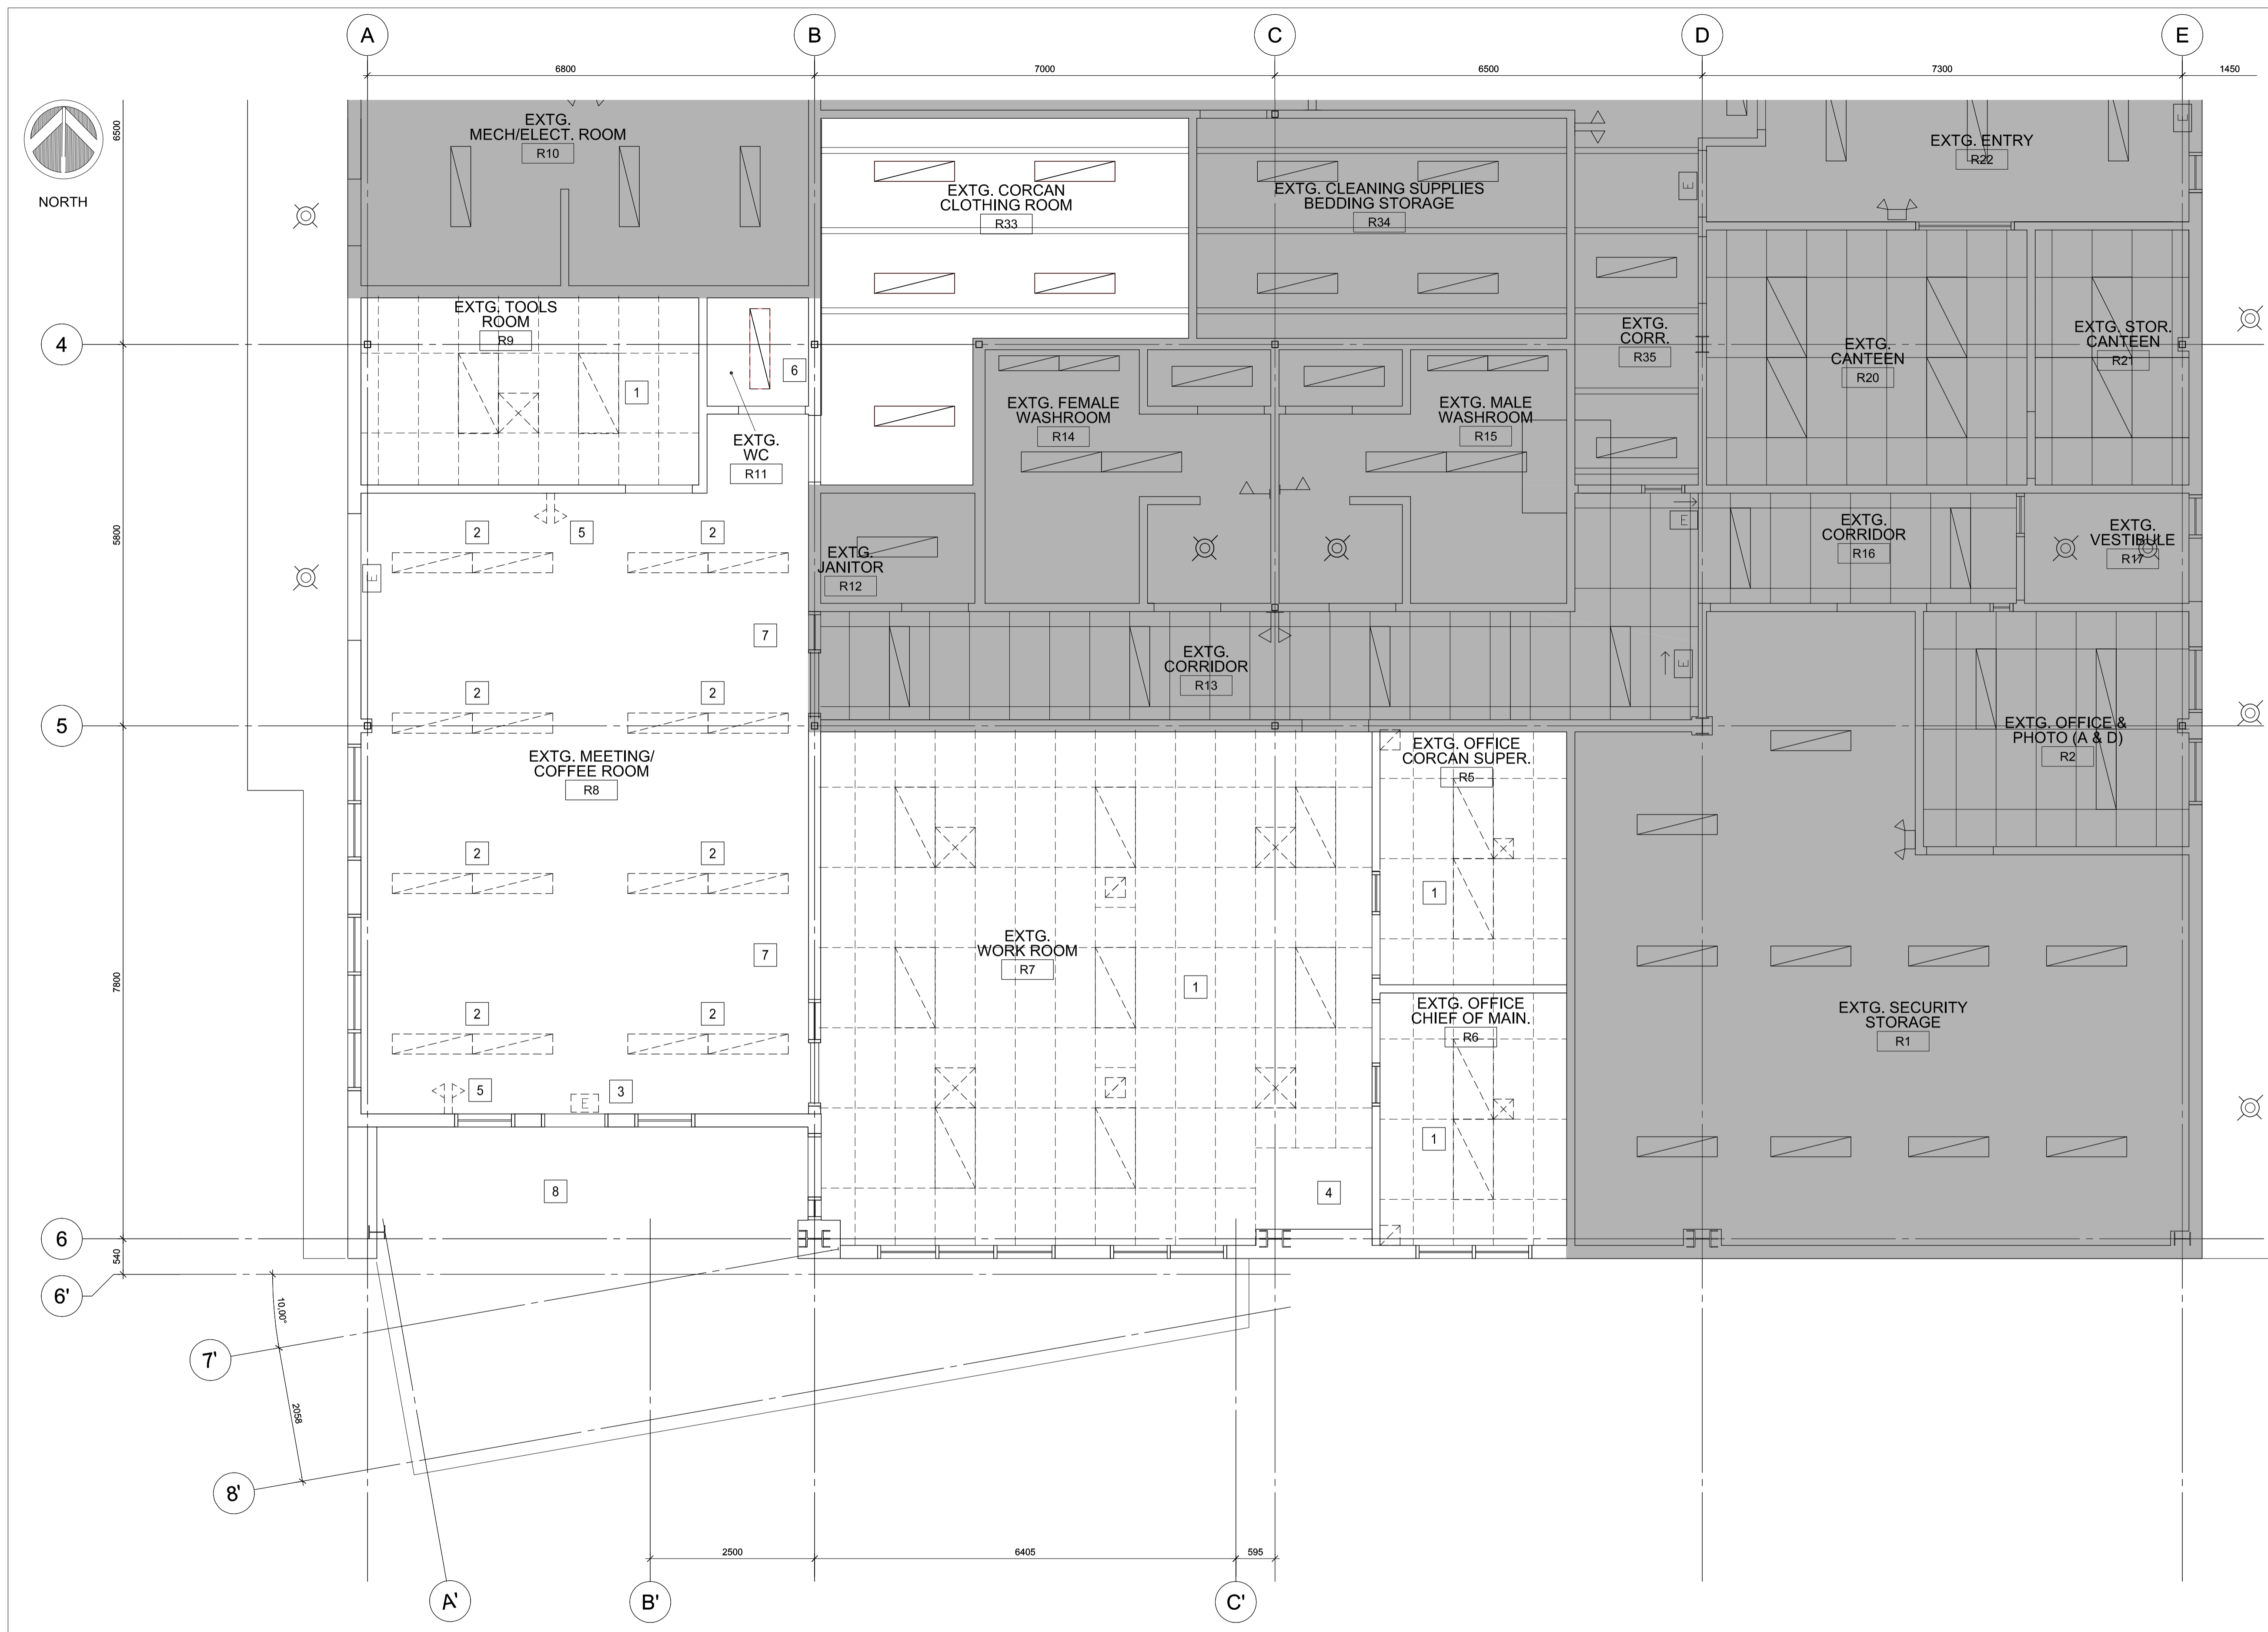 A
B
C
D
E
6800
7000
6500
7300
1450
6500
NORTH
EXTG.
MECH/ELECT. ROOM
R10
EXTG. CORCAN
CLOTHING ROOM
R33
EXTG. CLEANING SUPPLIES
BEDDING STORAGE
R34
E
E
EXTG. ENTRY
R22
4
EXTG. TOOLS
ROOM
R9
1
6
EXTG.
WC
R11
EXTG. FEMALE
WASHROOM
R14
EXTG. MALE
WASHROOM
R15
EXTG.
CORR.
R35
EXTG.
CANTEEN
R20
EXTG. STOR.
CANTEEN
R21
5800
2
5
2
E
EXTG.
JANITOR
R12
E
EXTG.
CORRIDOR
R16
EXTG.
VESTIBULE
R17
7
EXTG.
CORRIDOR
R13
E
2
2
5
EXTG. MEETING/
COFFEE ROOM
R8
EXTG. OFFICE
CORCAN SUPER.
R5
EXTG. OFFICE &
PHOTO (A & D)
R2
2
2
1
7800
7
EXTG.
WORK ROOM
R7
1
2
2
EXTG. OFFICE
CHIEF OF MAIN.
R6
EXTG. SECURITY
STORAGE
R1
5
E
3
1
8
4
6
540
6'
10,00°
7'
2058
8'
2500
6405
595
A'
B'
C'